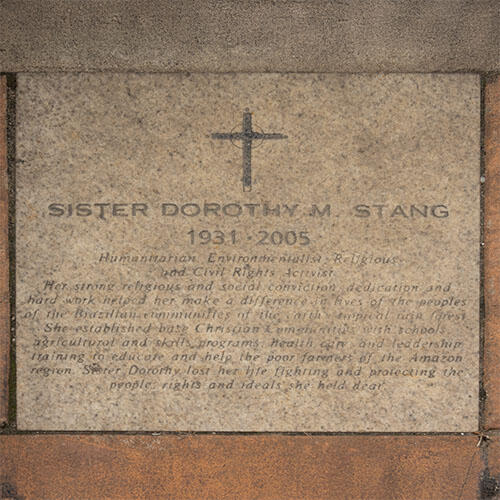 SISTER DOROTHY M. STANG
1931 · 2005
Humanitarian, Environmentalist, Religious
and Civil Rights Activist
Her strong religious and social conviction, dedication and
hard work helped her make a difference in lives of the peoples
of the Brazilian communities of the earth's tropical rain
She established base Christian Communities with schools,
agricultural and skills programs, health care and leadership
training to educate and help the poor farmers of the Amazon
region. Sister Dorothy lost her life fighting and protecting the
people, rights and ideals she held dear.